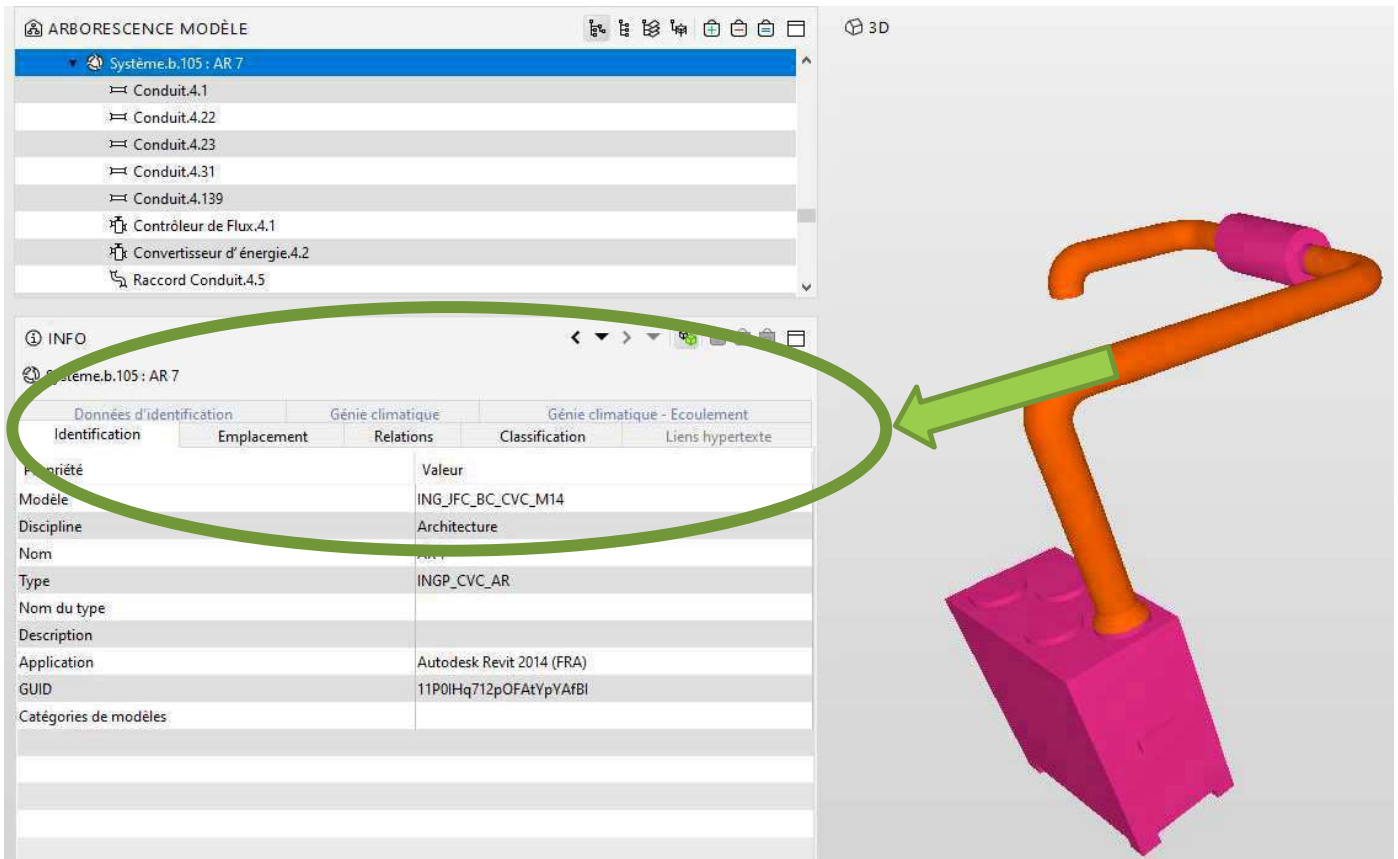 ARBORESCENCE MODÈLE
Système.b.105 : AR 7
Conduit.4.1
Conduit.4.22
Conduit.4.23
Conduit.4.31
Conduit.4.139
Contrôleur de Flux.4.1
Convertisseur d'énergie.4.2
Raccord Conduit.4.5
3D
INFO
Système.b.105 : AR 7
Données d'identification Génie climatique Génie climatique - Ecoulement
Identification Emplacement Relations Classification Liens hypertexte
Propriété Valeur
Modèle ING_JFC_BC_CVC_M14
Discipline Architecture
Nom
Type INGP_CVC_AR
Nom du type
Description
Application Autodesk Revit 2014 (FRA)
GUID 11P0IHq712pOFAtYpYAfBI
Catégories de modèles